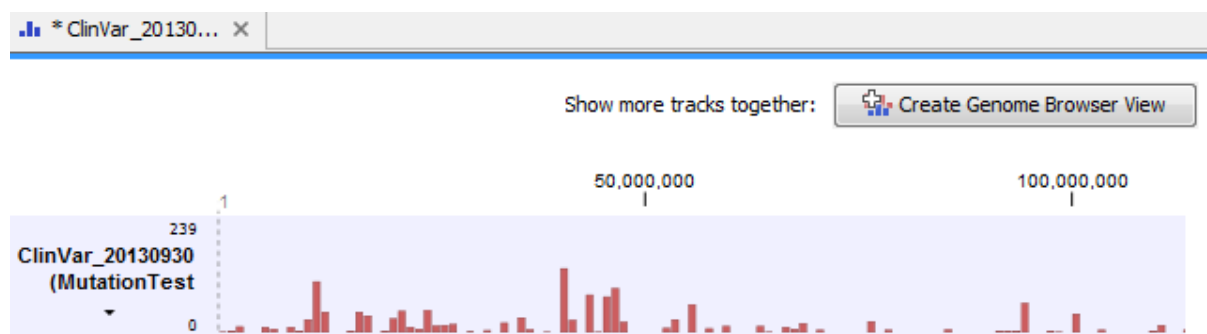 * ClinVar_20130...
Show more tracks together: Create Genome Browser View
50,000,000 100,000,000
1
239
ClinVar_20130930
(MutationTest
0